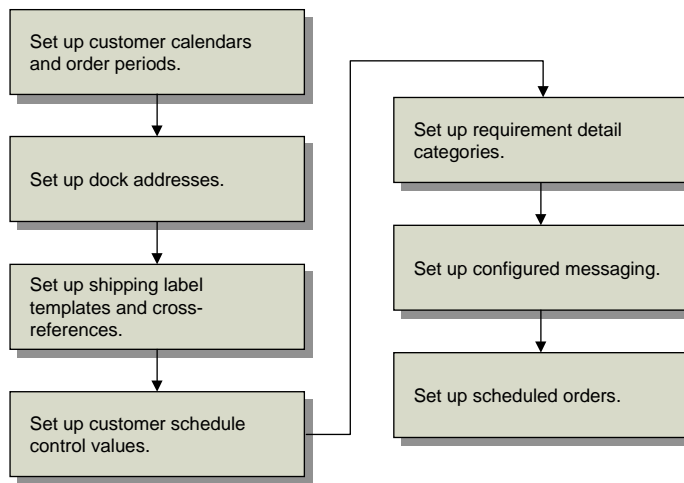 Set up customer calendars
and order periods.
Set up dock addresses.
Set up shipping label
templates and cross-
references.
Set up customer schedule
control values.
Set up requirement detail
categories.
Set up configured messaging.
Set up scheduled orders.